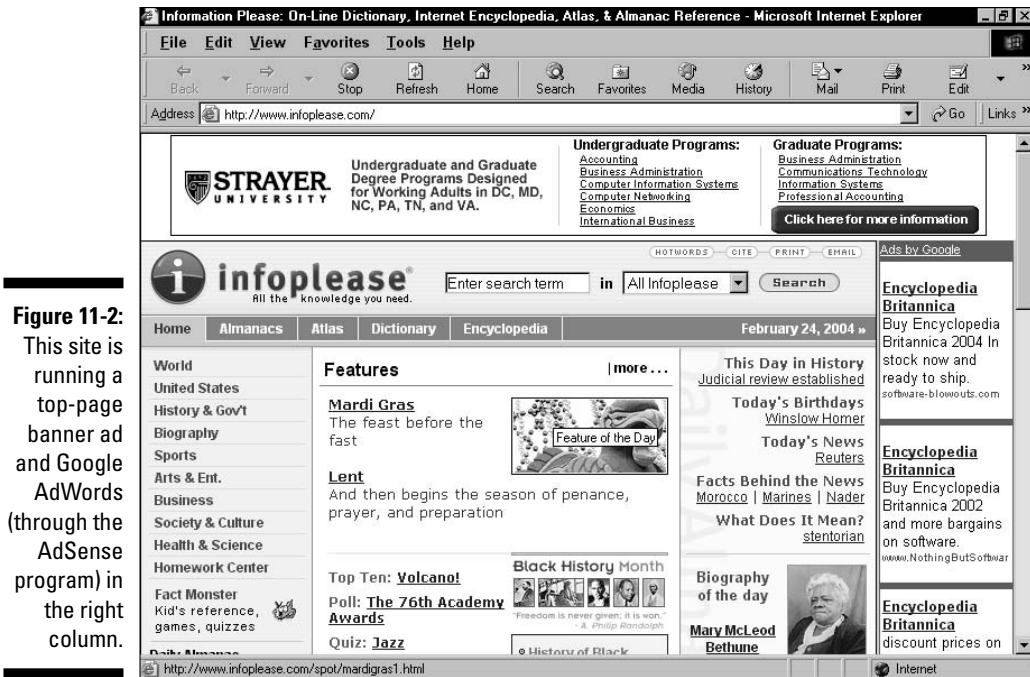 Information Please: On-Line Dictionary, Internet Encyclopedia, Atlas, & Almanac Reference - Microsoft Internet Explorer
File Edit View Favorites Tools Help
Back Forward Stop Refresh Home Search Favorites Media History Mail Print Edit
Address http://www.infoplease.com/ Go Links »
STRAYER
UNIVERSITY
Undergraduate and Graduate
Degree Programs Designed
for Working Adults in DC, MD,
NC, PA, TN, and VA.
Undergraduate Programs:
Accounting
Business Administration
Computer Information Systems
Computer Networking
Economics
International Business
Graduate Programs:
Business Administration
Communications Technology
Information Systems
Professional Accounting
Click here for more information
HOTWORDS CITE PRINT EMAIL
infoplease®
All the knowledge you need.
Enter search term in All Infoplease Search
Home Almanacs Atlas Dictionary Encyclopedia February 24, 2004 »
World
United States
History & Gov't
Biography
Sports
Arts & Ent.
Business
Society & Culture
Health & Science
Homework Center
Fact Monster
Kid's reference,
games, quizzes
Daily Almanac
Features | more . . .
Mardi Gras
The feast before the
fast
Feature of the Day
Lent
And then begins the season of penance,
prayer, and preparation
Top Ten: Volcano!
Poll: The 76th Academy
Awards
Quiz: Jazz
Black History Month
"Freedom is never given; it is won."
- A. Philip Randolph
History of Black
Daily Alman
This Day in History
Judicial review established
Today's Birthdays
Winslow Homer
Today's News
Reuters
Facts Behind the News
Morocco | Marines | Nader
What Does It Mean?
stentorian
Biography
of the day
Mary McLeod
Bethune
Ads by Google
Encyclopedia
Britannica
Buy Encyclopedia
Britannica 2004 In
stock now and
ready to ship.
software-blowouts.com
Encyclopedia
Britannica
Buy Encyclopedia
Britannica 2002
and more bargains
on software.
www.NothingButSoftwar
Encyclopedia
Britannica
discount prices on
http://www.infoplease.com/spot/mardigras1.html Internet
Figure 11-2:
This site is
running a
top-page
banner ad
and Google
AdWords
(through the
AdSense
program) in
the right
column.